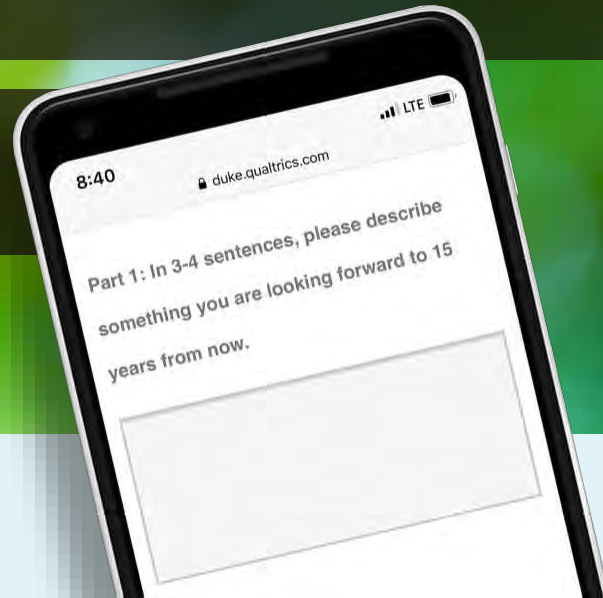 8:40
LTE
duke.qualtrics.com
Part 1: In 3-4 sentences, please describe
something you are looking forward to 15
years from now.